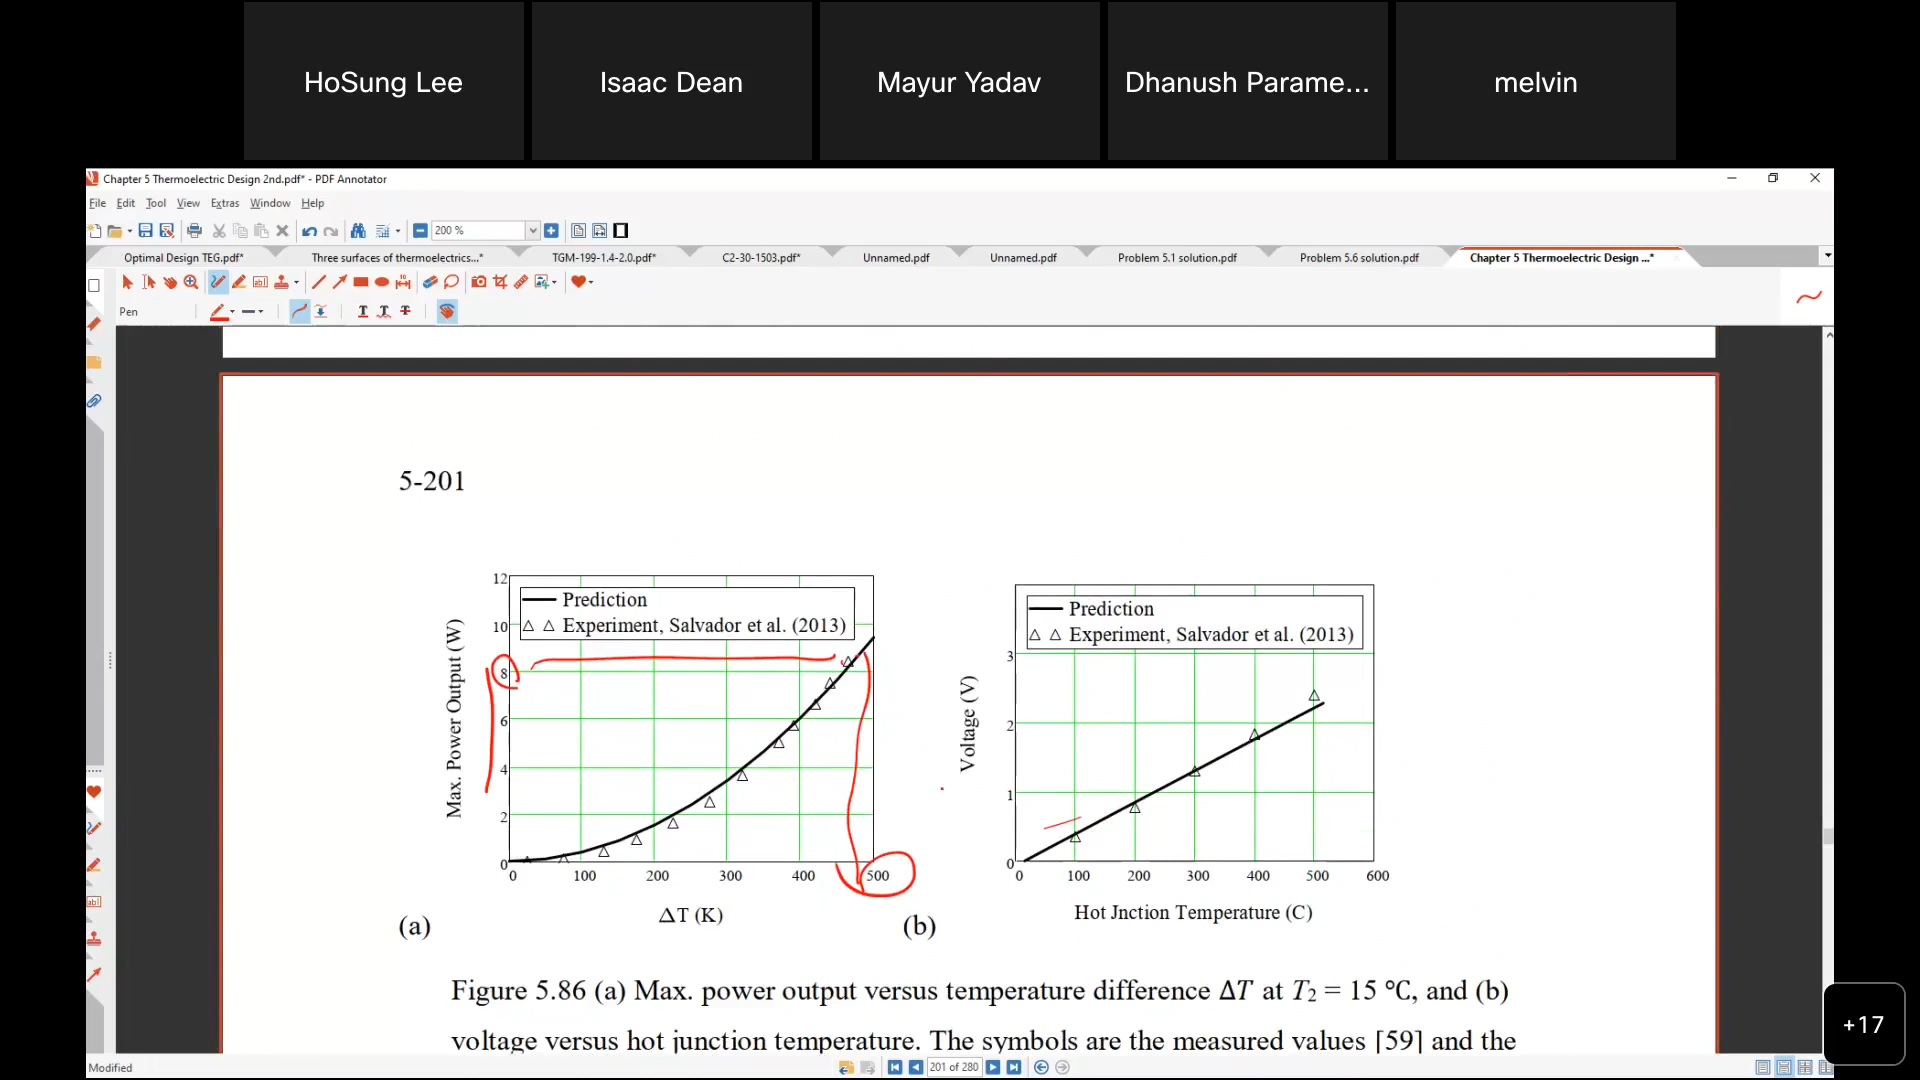 HoSung Lee
Isaac Dean
Mayur Yadav
Dhanush Parame...
melvin
Chapter 5 Thermoelectric Design 2nd.pdf* - PDF Annotator
File Edit Tool View Extras Window Help
200 %
Optimal Design TEG.pdf*
Three surfaces of thermoelectrics...*
TGM-199-1.4-2.0.pdf*
C2-30-1503.pdf*
Unnamed.pdf
Unnamed.pdf
Problem 5.1 solution.pdf
Problem 5.6 solution.pdf
Chapter 5 Thermoelectric Design ...*
Pen
5-201
Max. Power Output (W)
12
10
8
6
4
2
0
Prediction
Experiment, Salvador et al. (2013)
0 100 200 300 400 500
ΔT (K)
(a)
Voltage (V)
3
2
1
0
Prediction
Experiment, Salvador et al. (2013)
0 100 200 300 400 500 600
Hot Jnction Temperature (C)
(b)
Figure 5.86 (a) Max. power output versus temperature difference ΔT at T2 = 15 °C, and (b)
voltage versus hot junction temperature. The symbols are the measured values [59] and the
Modified
201 of 280
+17